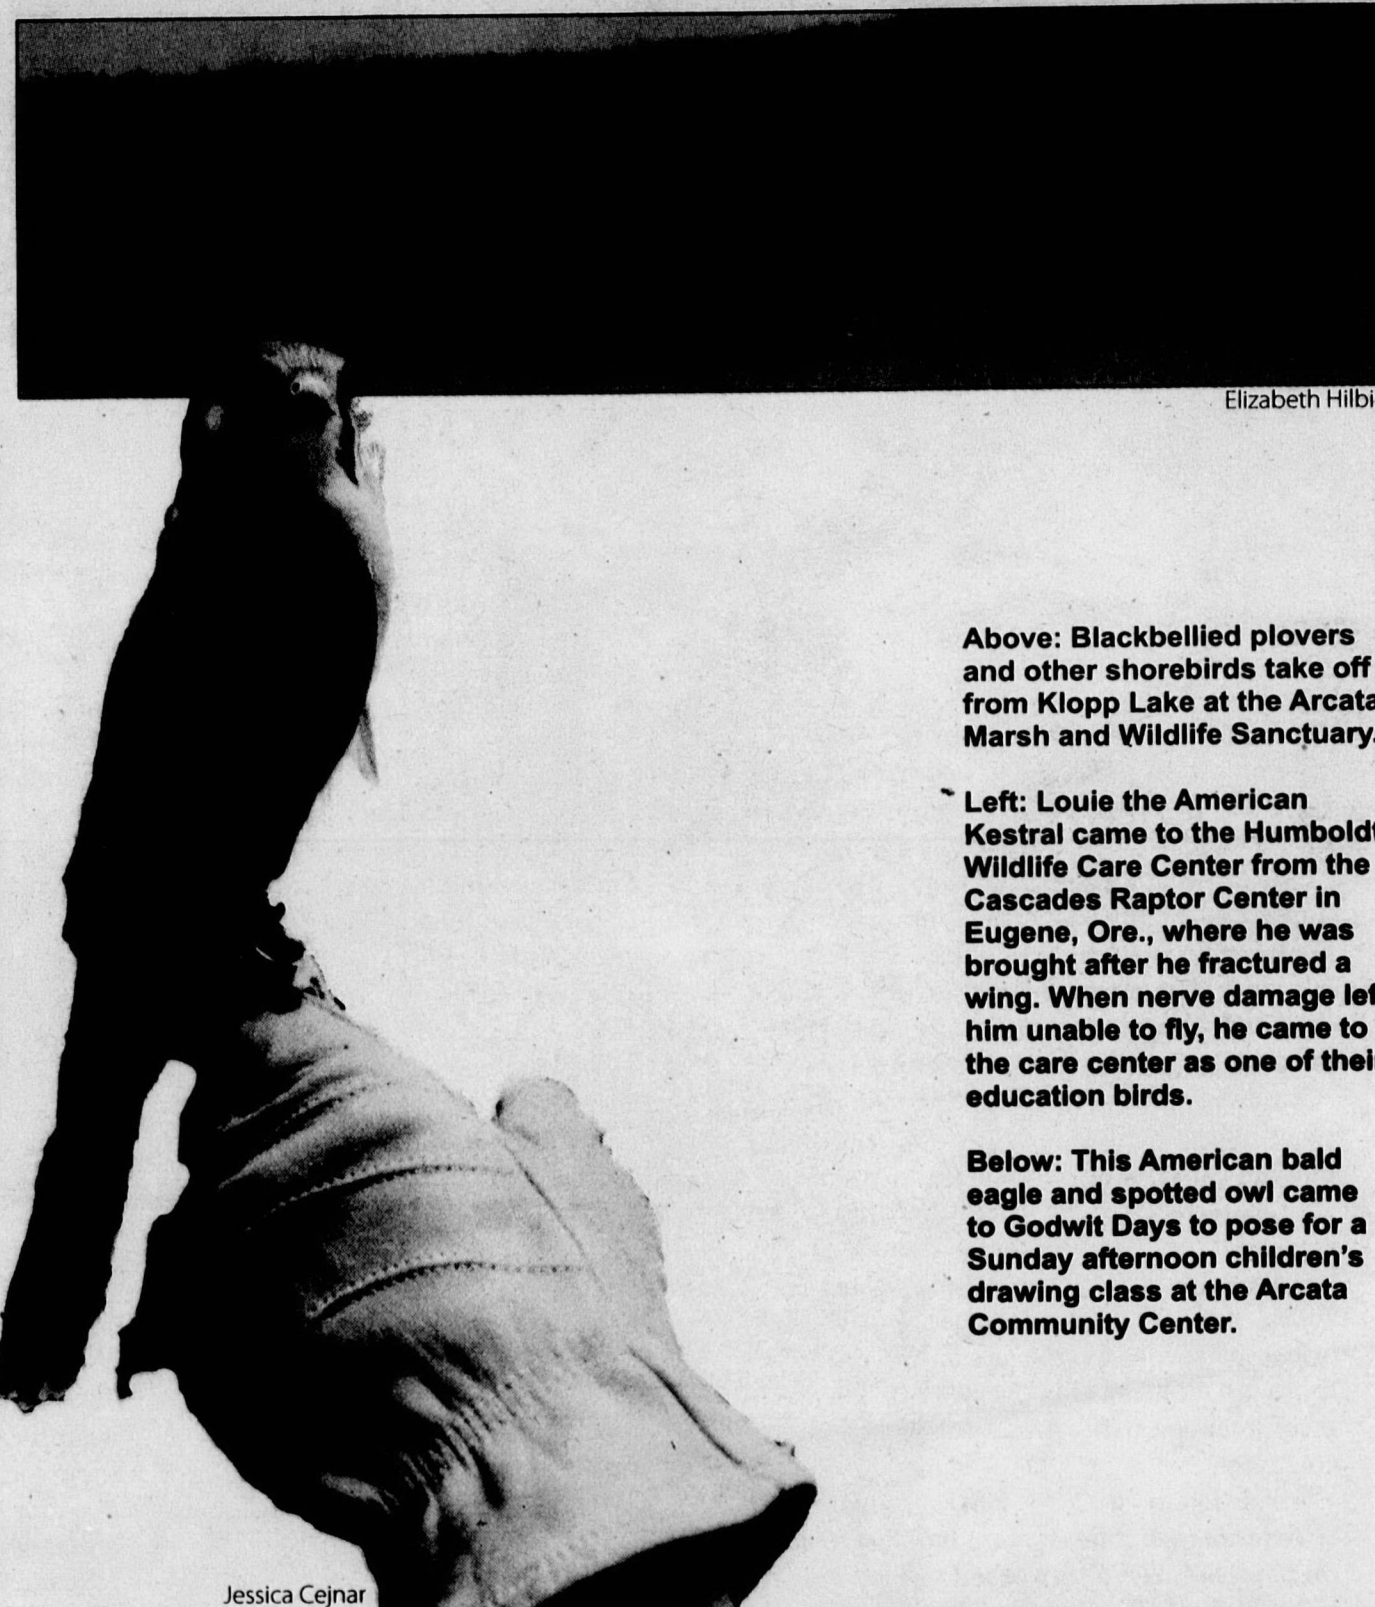 Elizabeth Hilbi
Above: Blackbellied plovers
and other shorebirds take off
from Klopp Lake at the Arcata
Marsh and Wildlife Sanctuary.
Left: Louie the American
Kestral came to the Humboldt
Wildlife Care Center from the
Cascades Raptor Center in
Eugene, Ore., where he was
brought after he fractured a
wing. When nerve damage lef
him unable to fly, he came to
the care center as one of thei
education birds.
Below: This American bald
eagle and spotted owl came
to Godwit Days to pose for a
Sunday afternoon children's
drawing class at the Arcata
Community Center.
Jessica Cejnar